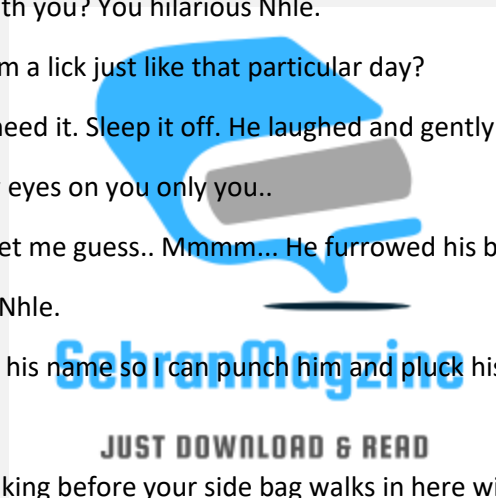 th you? You hilarious Nhle.
m a lick just like that particular day?
need it. Sleep it off. He laughed and gently
eyes on you only you..
et me guess.. Mmmm... He furrowed his b
Nhle.
his name so I can punch him and pluck his
SehranMagzine
JUST DOWNLOAD & READ
king before your side bag walks in here wi